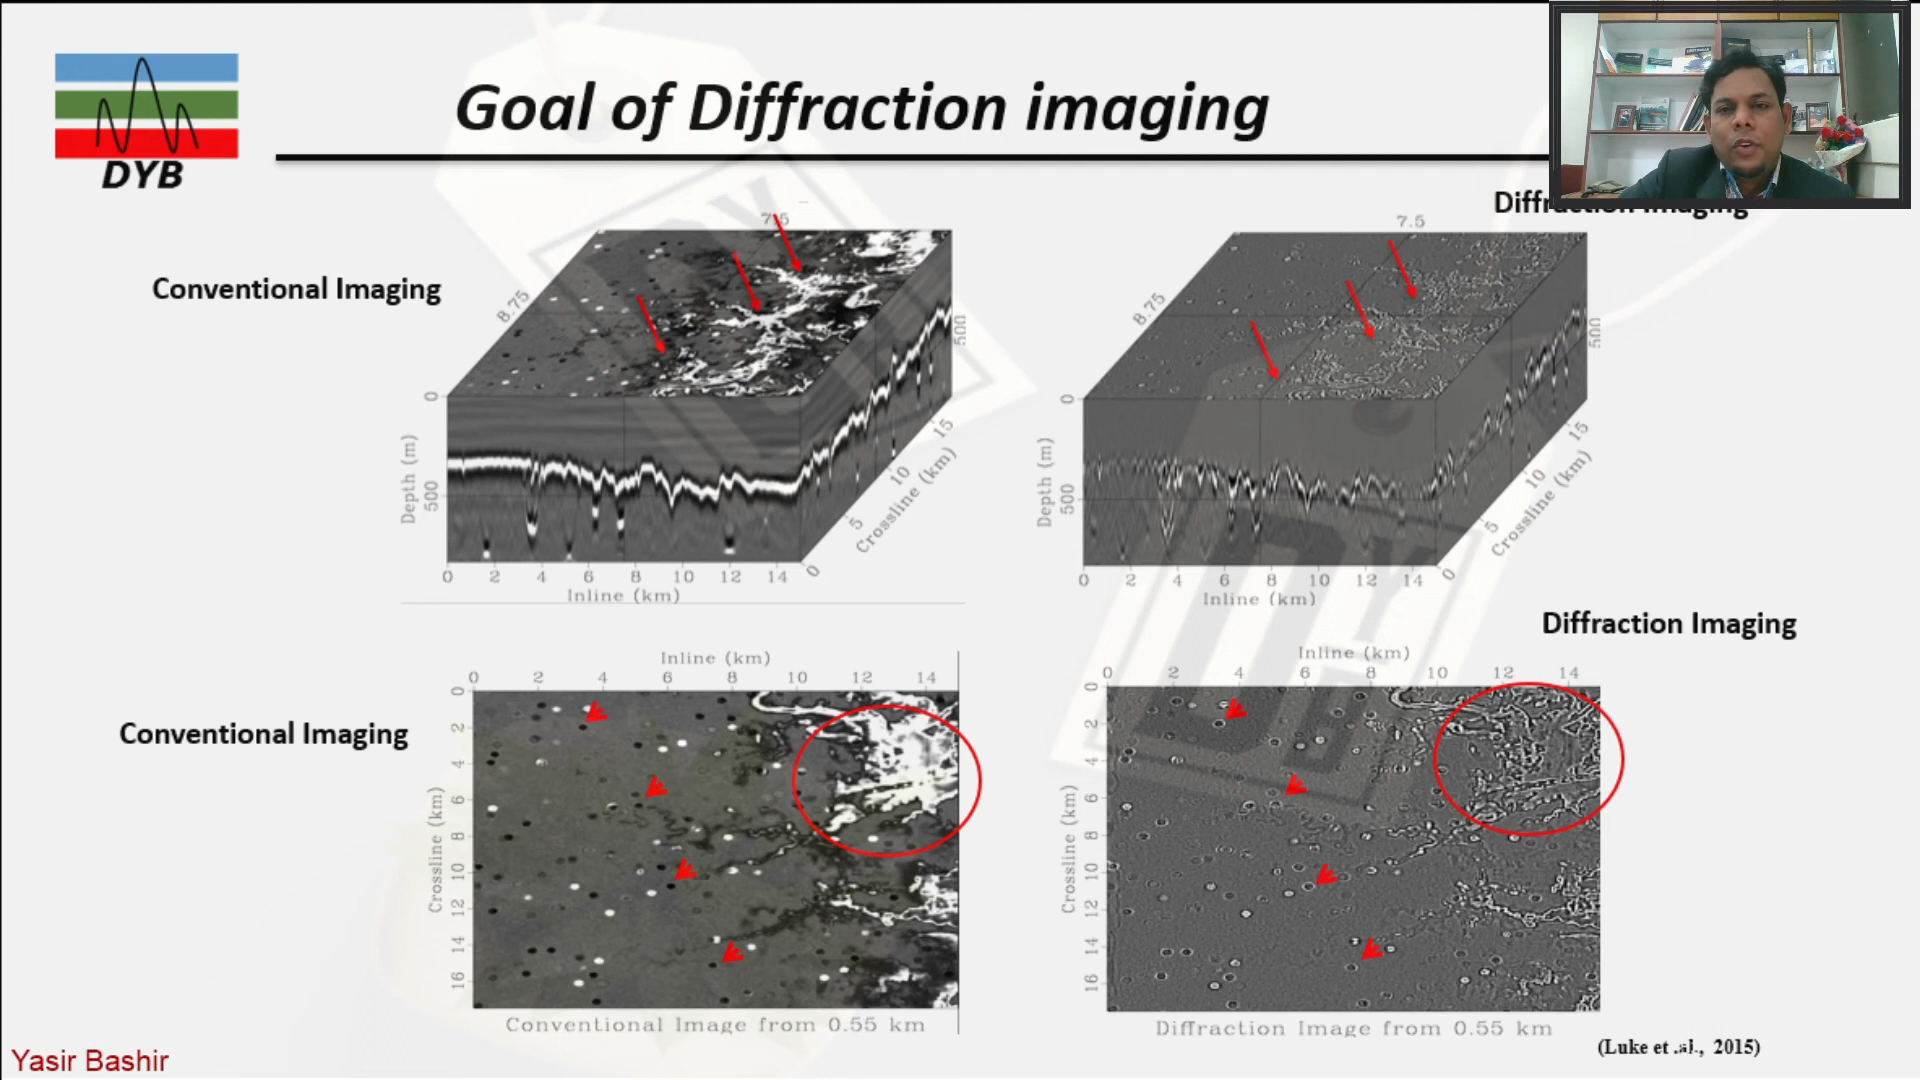 DYB
Goal of Diffraction imaging
Diffraction Imaging
Conventional Imaging
7.5
8.75
500
0
Depth (m)
500
15
10
5
0
Crossline (km)
0 2 4 6 8 10 12 14
Inline (km)
7.5
8.75
500
0
Depth (m)
500
15
10
5
0
Crossline (km)
0 2 4 6 8 10 12 14
Inline (km)
Diffraction Imaging
Conventional Imaging
Inline (km)
0 2 4 6 8 10 12 14
Crossline (km)
0 2 4 6 8 10 12 14 16
Conventional Image from 0.55 km
Inline (km)
0 2 4 6 8 10 12 14
Crossline (km)
0 2 4 6 8 10 12 14 16
Diffraction Image from 0.55 km
(Luke et .al., 2015)
Yasir Bashir